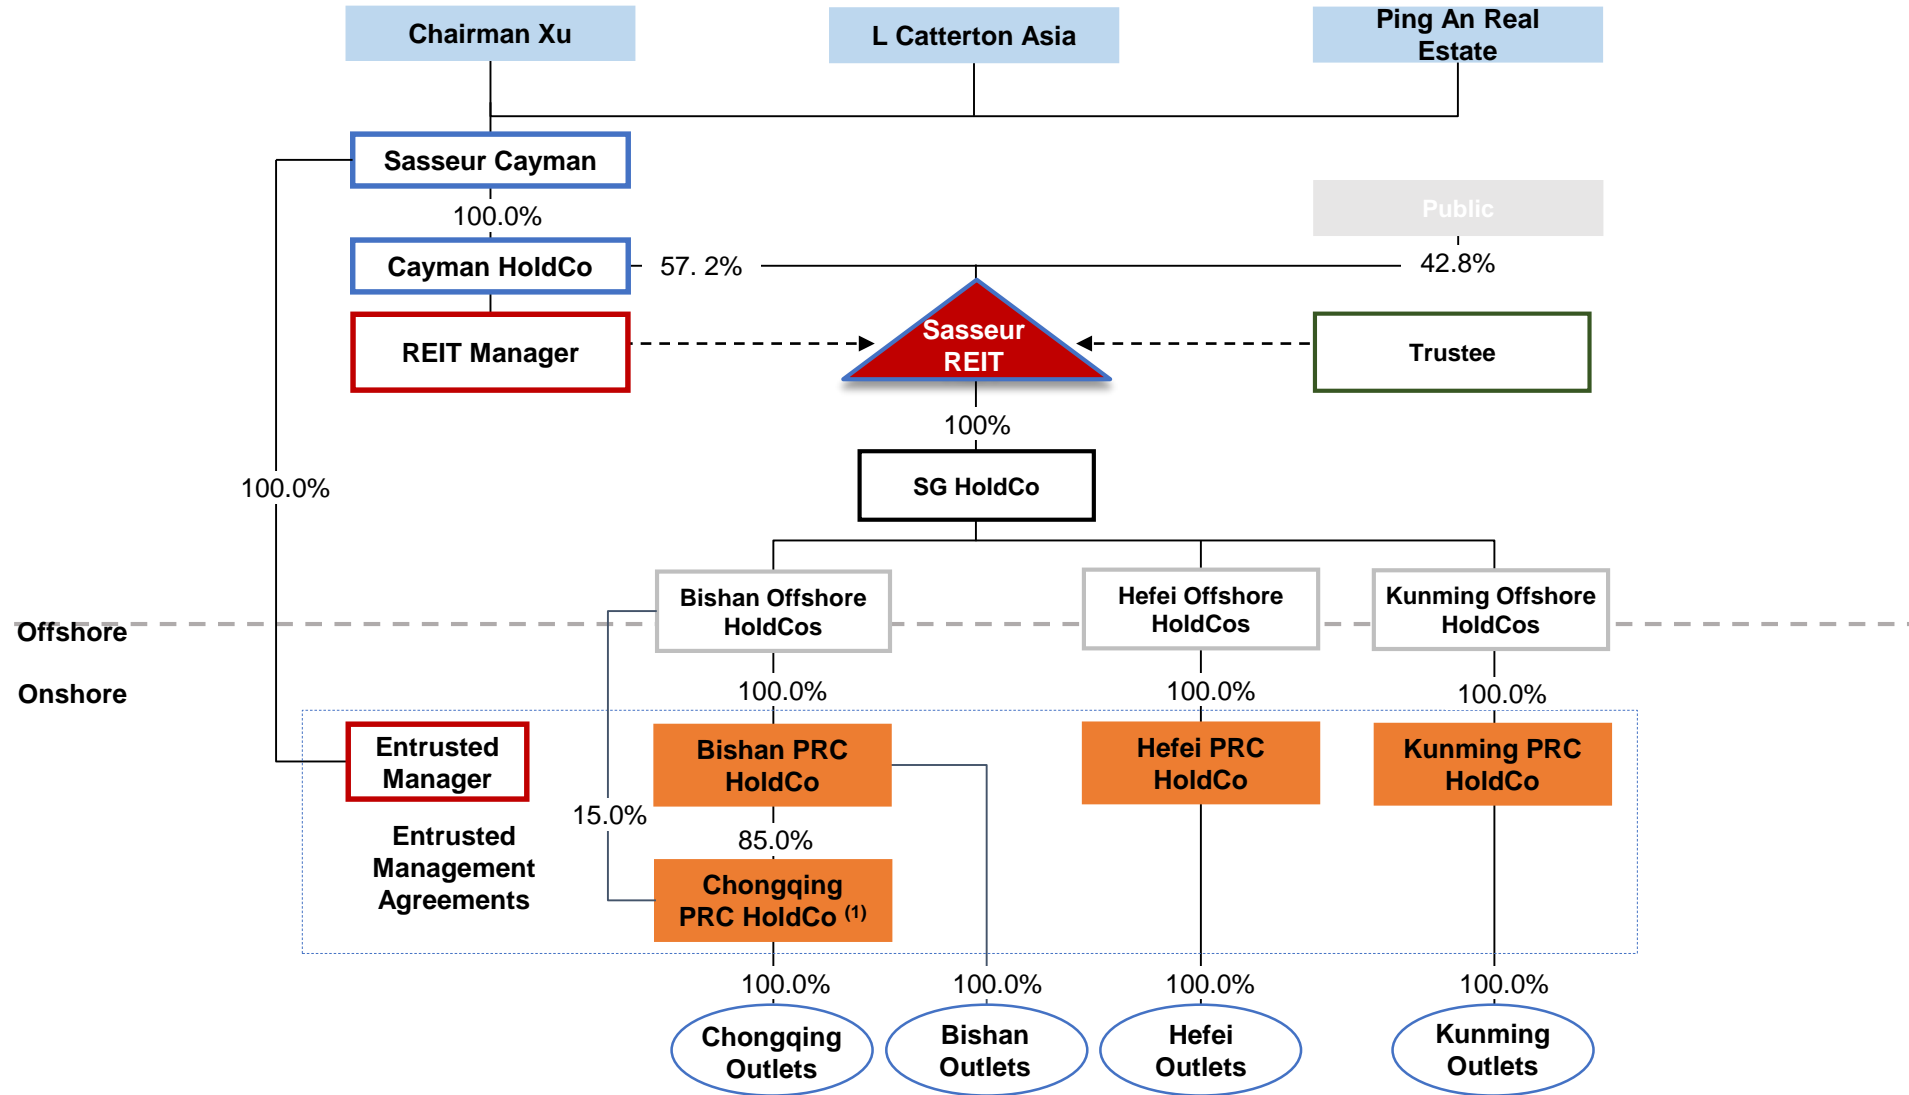 Chairman Xu
L Catterton Asia
Ping An Real
Estate
Sasseur Cayman
100.0%
Public
Cayman HoldCo
57. 2%
42.8%
REIT Manager
Sasseur
REIT
Trustee
100%
100.0%
SG HoldCo
Bishan Offshore
HoldCos
Hefei Offshore
HoldCos
Kunming Offshore
HoldCos
Offshore
Onshore
100.0%
100.0%
100.0%
Entrusted
Manager
Bishan PRC
HoldCo
Hefei PRC
HoldCo
Kunming PRC
HoldCo
15.0%
85.0%
Entrusted
Management
Agreements
Chongqing
PRC HoldCo (1)
100.0%
100.0%
100.0%
100.0%
Chongqing
Outlets
Bishan
Outlets
Hefei
Outlets
Kunming
Outlets